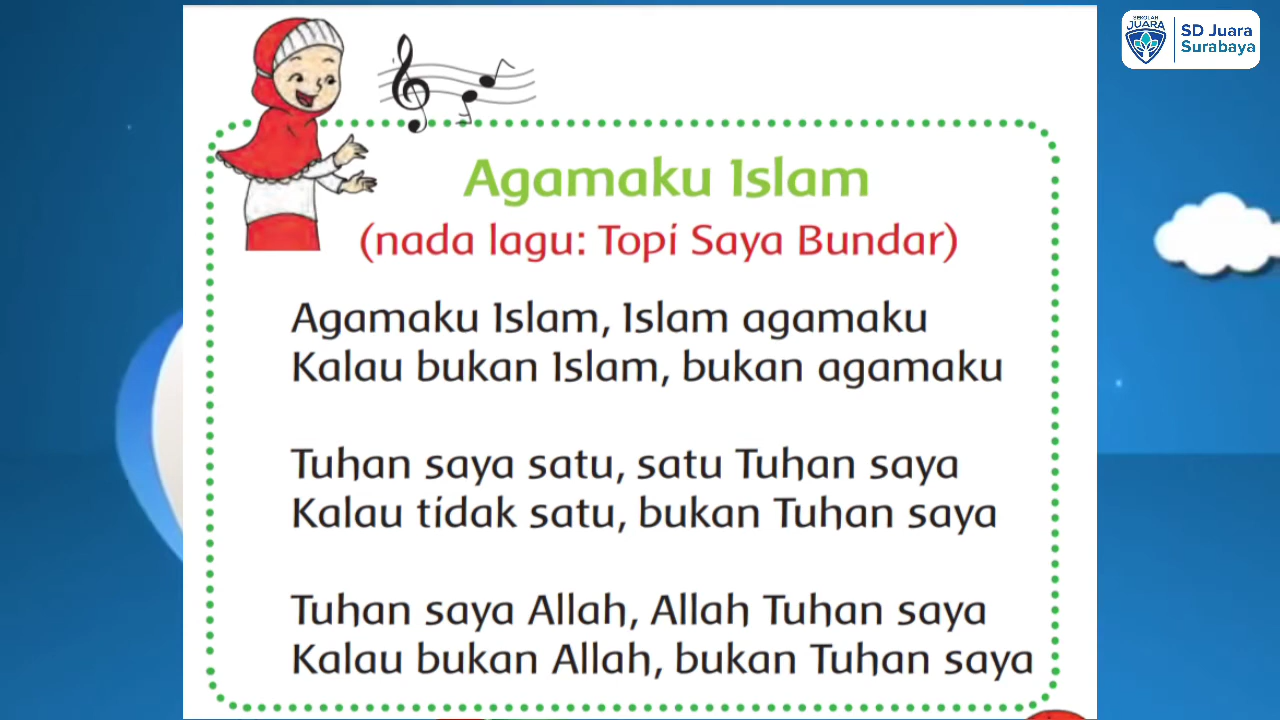 SEKOLAH
JUARA
SD Juara
Surabaya
Agamaku Islam
(nada lagu: Topi Saya Bundar)
Agamaku Islam, Islam agamaku
Kalau bukan Islam, bukan agamaku
Tuhan saya satu, satu Tuhan saya
Kalau tidak satu, bukan Tuhan saya
Tuhan saya Allah, Allah Tuhan saya
Kalau bukan Allah, bukan Tuhan saya